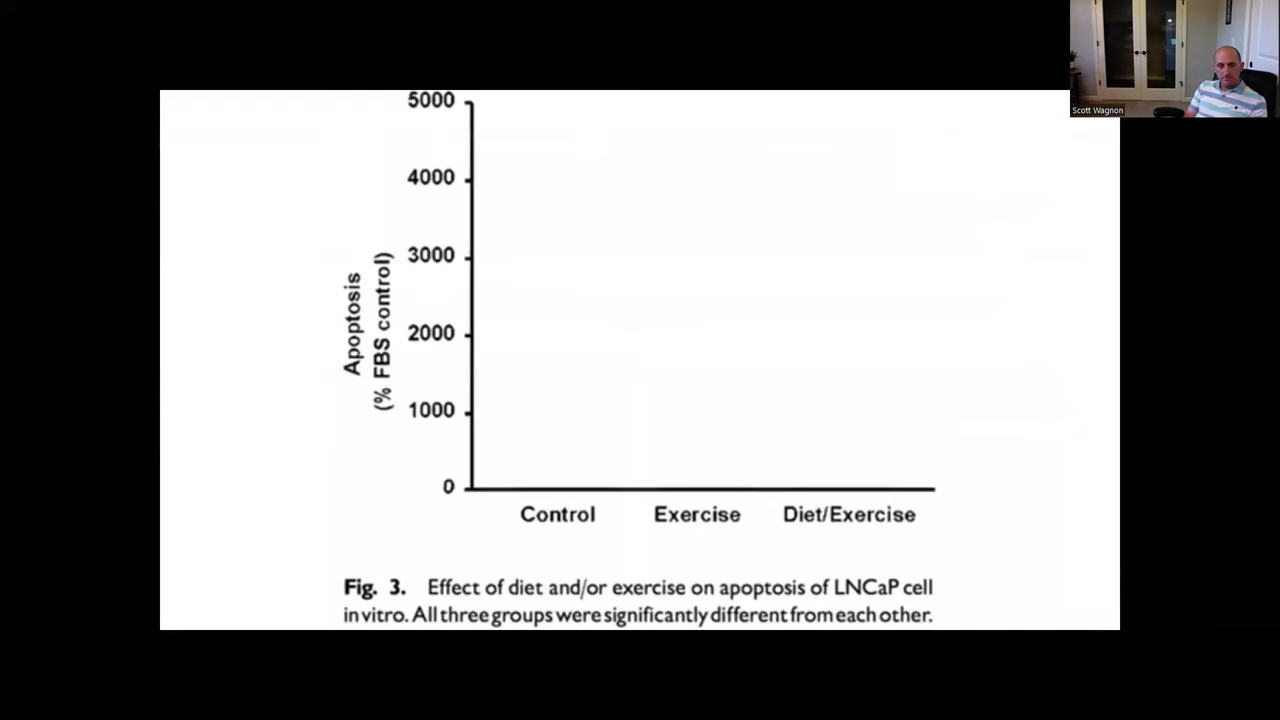 Scott Wagnon
5000
4000
3000
2000
1000
0
Apoptosis
(% FBS control)
Control Exercise Diet/Exercise
Fig. 3. Effect of diet and/or exercise on apoptosis of LNCaP cell
in vitro. All three groups were significantly different from each other.